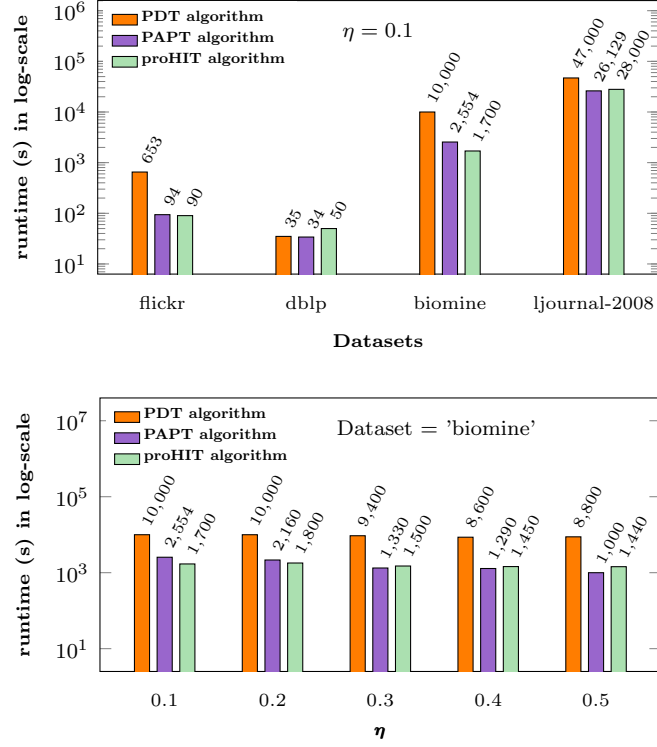 runtime (s) in log-scale
10^6
10^5
10^4
10^3
10^2
10^1
PDT algorithm
PAPT algorithm
proHIT algorithm
η = 0.1
653
94
90
35
34
50
10,000
2,554
1,700
47,000
26,129
28,000
flickr
dblp
biomine
ljournal-2008
Datasets
runtime (s) in log-scale
10^7
10^5
10^3
10^1
PDT algorithm
PAPT algorithm
proHIT algorithm
Dataset = 'biomine'
10,000
2,554
1,700
10,000
2,160
1,800
9,400
1,330
1,500
8,600
1,290
1,450
8,800
1,000
1,440
0.1
0.2
0.3
0.4
0.5
η